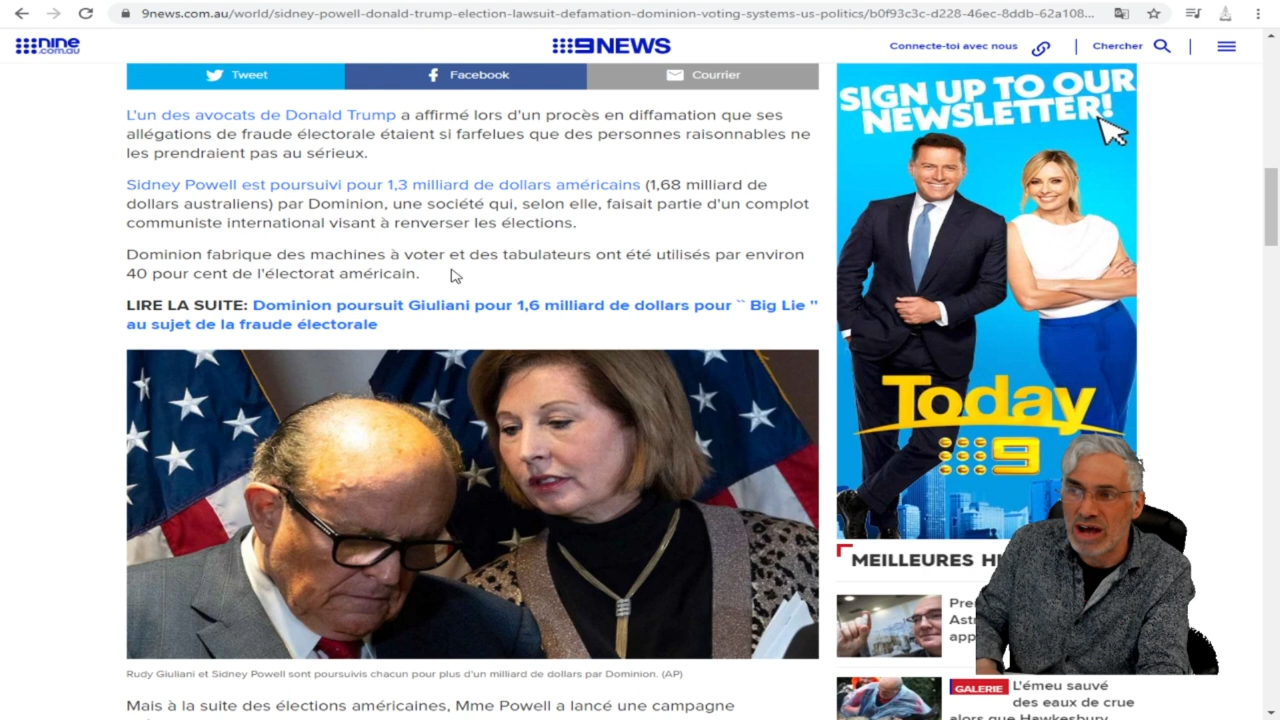 9news.com.au/world/sidney-powell-donald-trump-election-lawsuit-defamation-dominion-voting-systems-us-politics/b0f93c3c-d228-46ec-8ddb-62a108...
nine
.com.au
9NEWS
Connecte-toi avec nous
Chercher
Tweet
Facebook
Courrier
L'un des avocats de Donald Trump a affirmé lors d'un procès en diffamation que ses
allégations de fraude électorale étaient si farfelues que des personnes raisonnables ne
les prendraient pas au sérieux.
Sidney Powell est poursuivi pour 1,3 milliard de dollars américains (1,68 milliard de
dollars australiens) par Dominion, une société qui, selon elle, faisait partie d'un complot
communiste international visant à renverser les élections.
Dominion fabrique des machines à voter et des tabulateurs ont été utilisés par environ
40 pour cent de l'électorat américain.
LIRE LA SUITE: Dominion poursuit Giuliani pour 1,6 milliard de dollars pour `` Big Lie ''
au sujet de la fraude électorale
Rudy Giuliani et Sidney Powell sont poursuivis chacun pour plus d'un milliard de dollars par Dominion. (AP)
Mais à la suite des élections américaines, Mme Powell a lancé une campagne
SIGN UP TO OUR
NEWSLETTER!
Today
9
MEILLEURES
GALERIE
L'émeu sauvé
des eaux de crue
alors que Hawkesbury